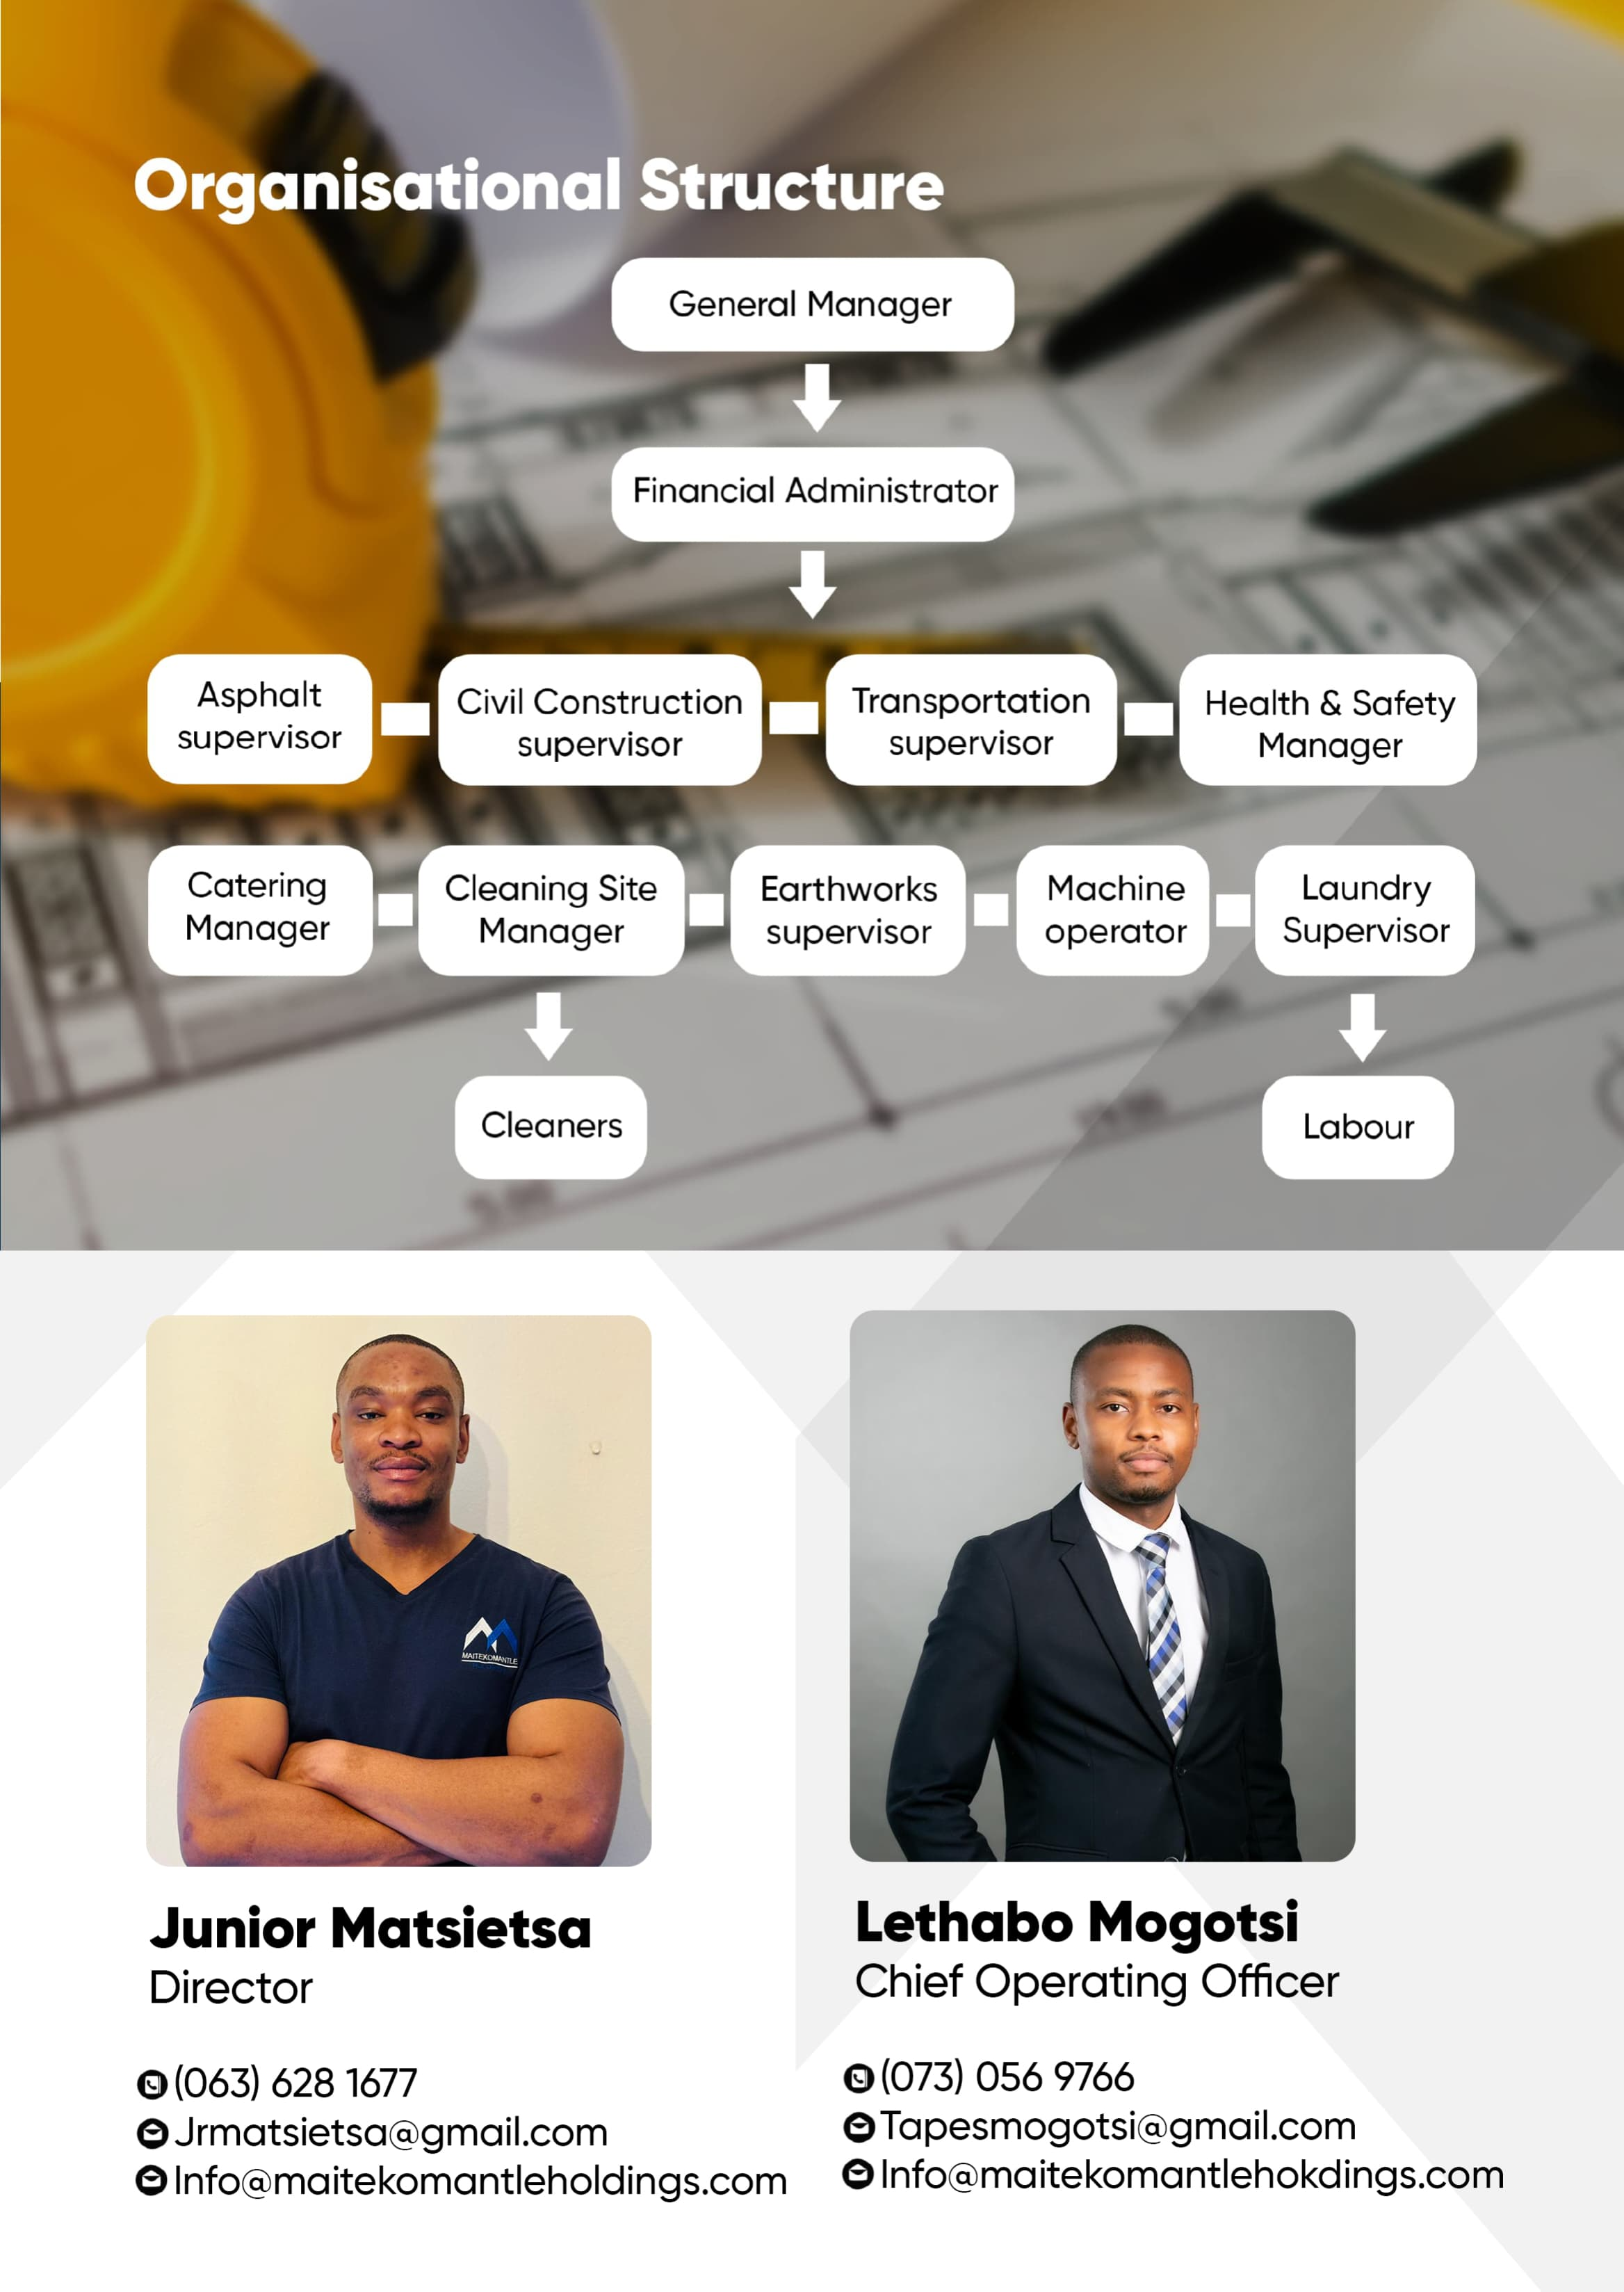 Organisational Structure
General Manager
Financial Administrator
Asphalt
supervisor
Civil Construction
supervisor
Transportation
supervisor
Health & Safety
Manager
Catering
Manager
Cleaning Site
Manager
Earthworks
supervisor
Machine
operator
Laundry
Supervisor
Cleaners
Labour
MAITEKOMANTLE
Junior Matsietsa
Director
(063) 628 1677
Jrmatsietsa@gmail.com
Info@maitekomantleholdings.com
Lethabo Mogotsi
Chief Operating Officer
(073) 056 9766
Tapesmogotsi@gmail.com
Info@maitekomantlehokdings.com